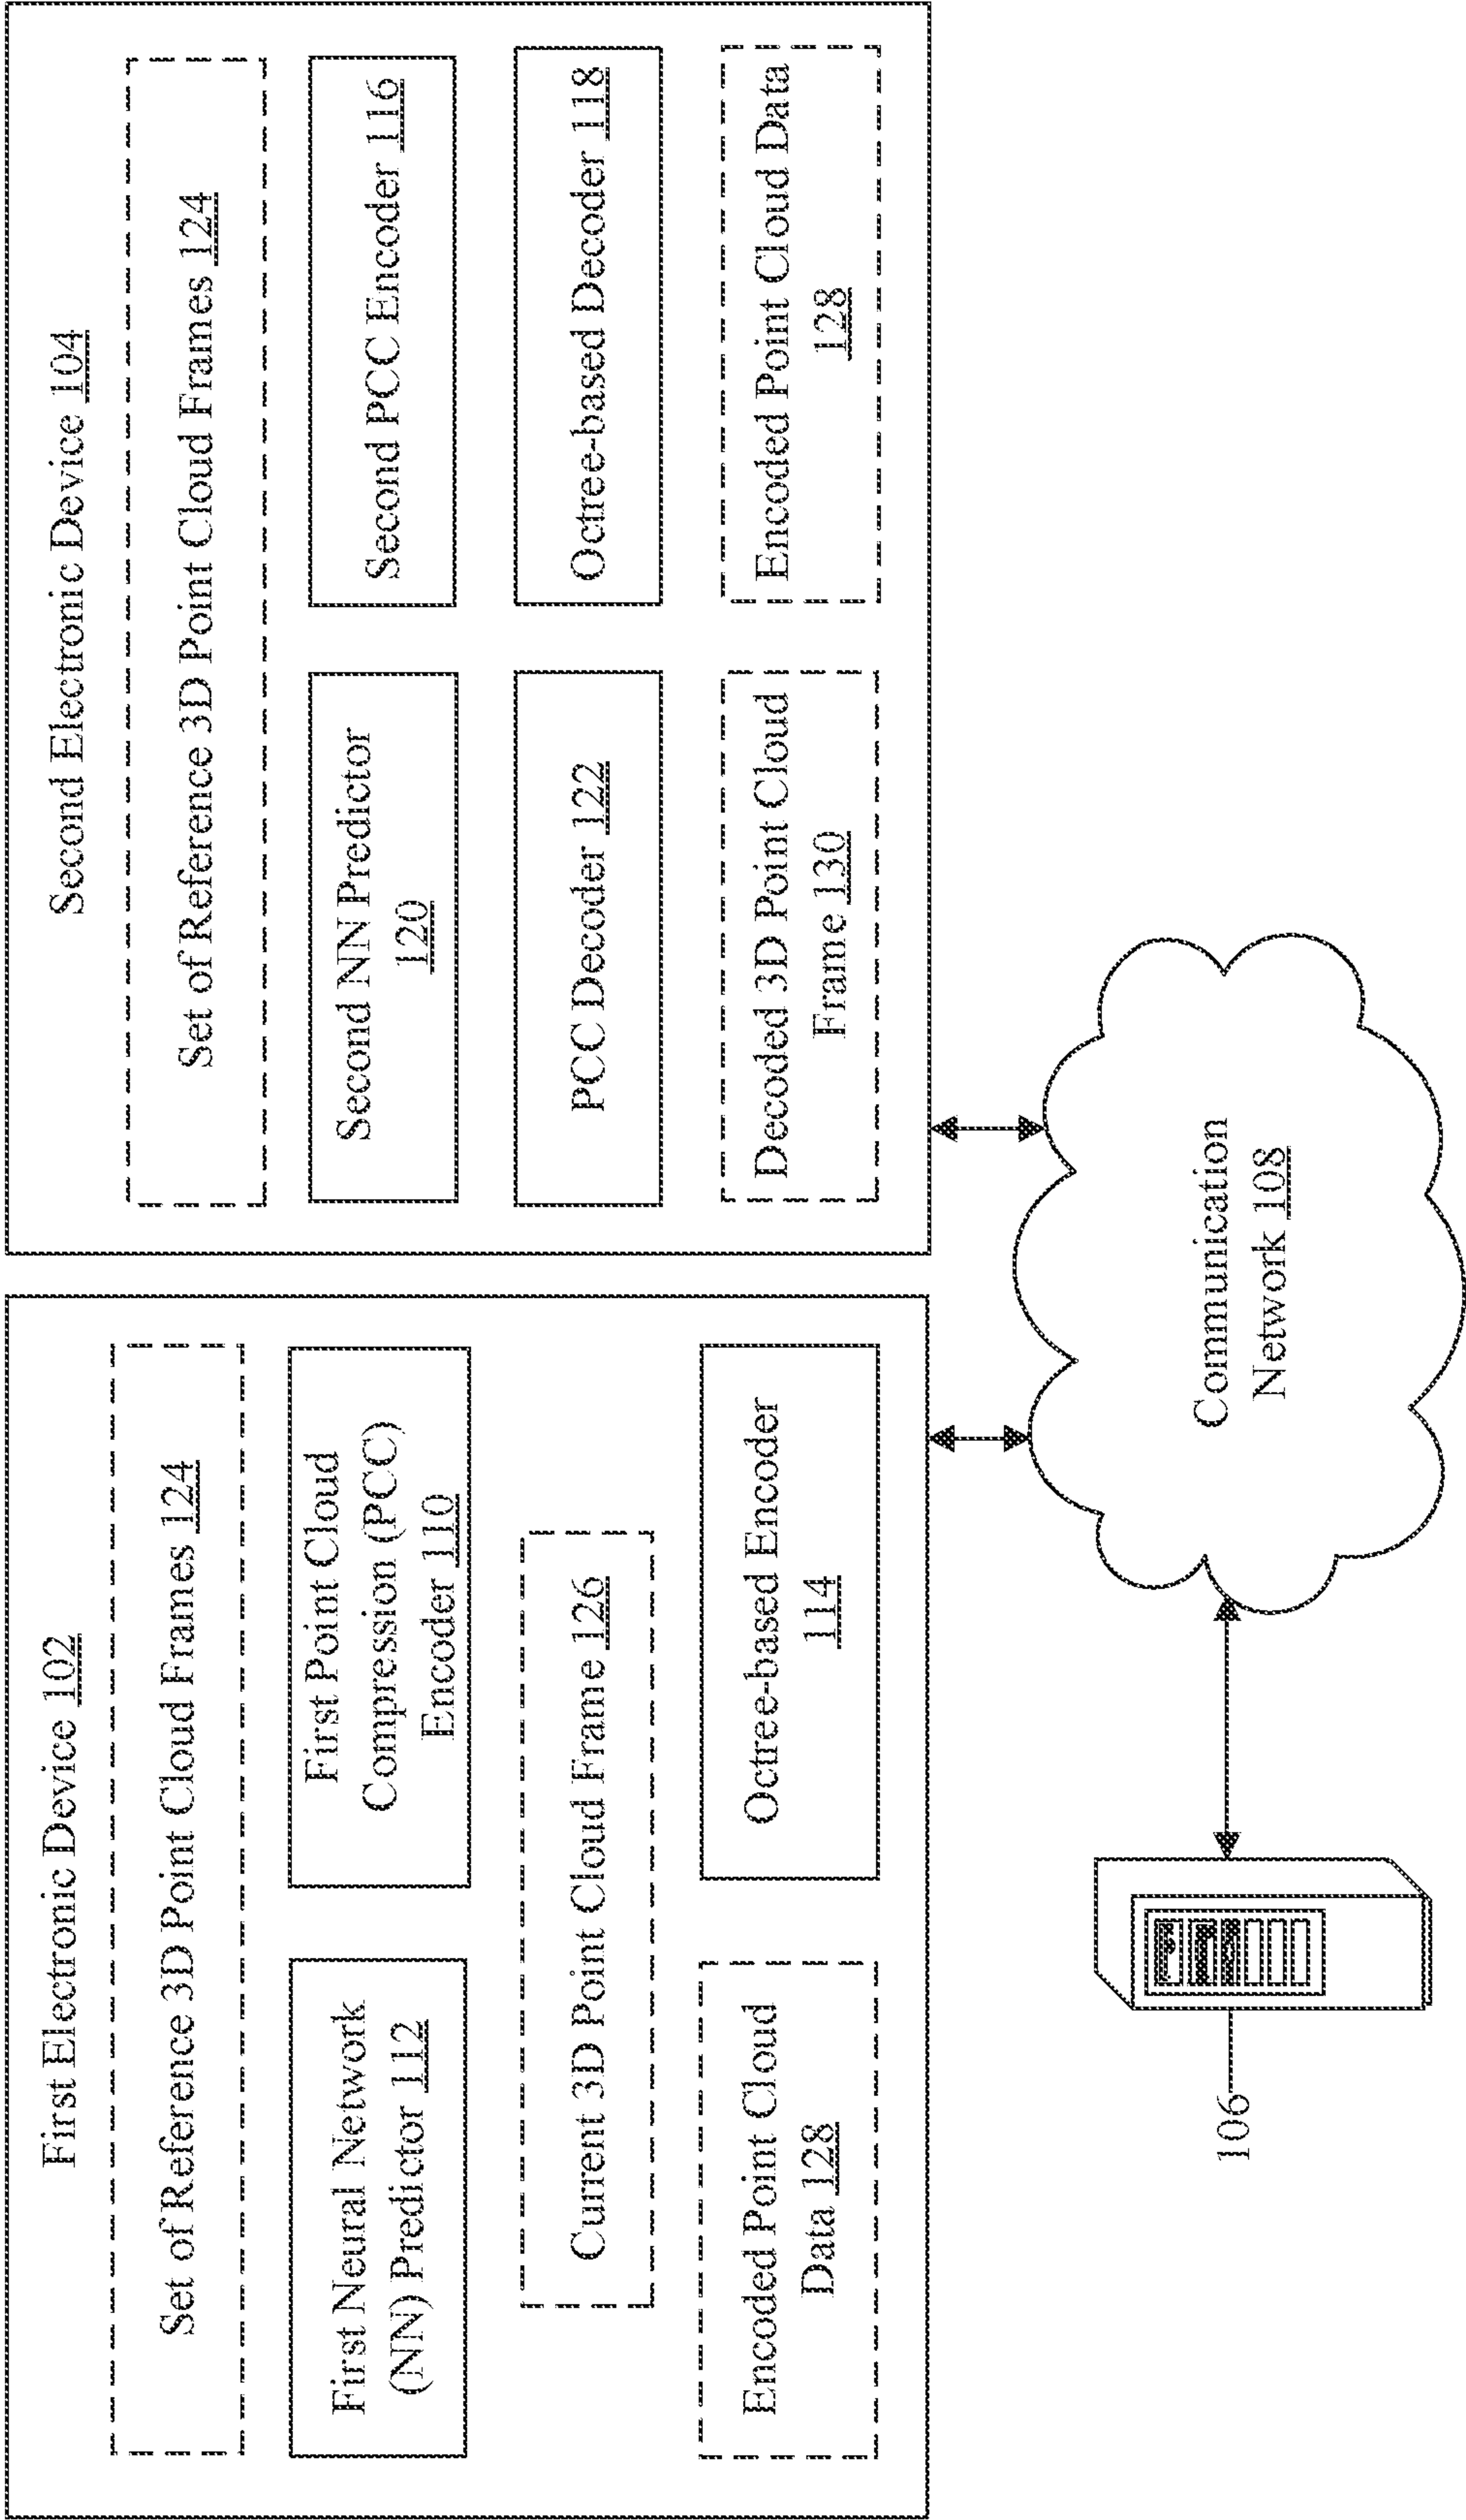 First Electronic Device 102
Set of Reference 3D Point Cloud Frames 124
First Neural Network
(NN) Predictor 112
First Point Cloud
Compression (PCC)
Encoder 110
Current 3D Point Cloud Frame 126
Encoded Point Cloud
Data 128
Octree-based Encoder
114
Second Electronic Device 104
Set of Reference 3D Point Cloud Frames 124
Second NN Predictor
120
Second PCC Encoder 116
PCC Decoder 122
Octree-based Decoder 118
Decoded 3D Point Cloud
Frame 130
Encoded Point Cloud Data
128
106
Communication
Network 108